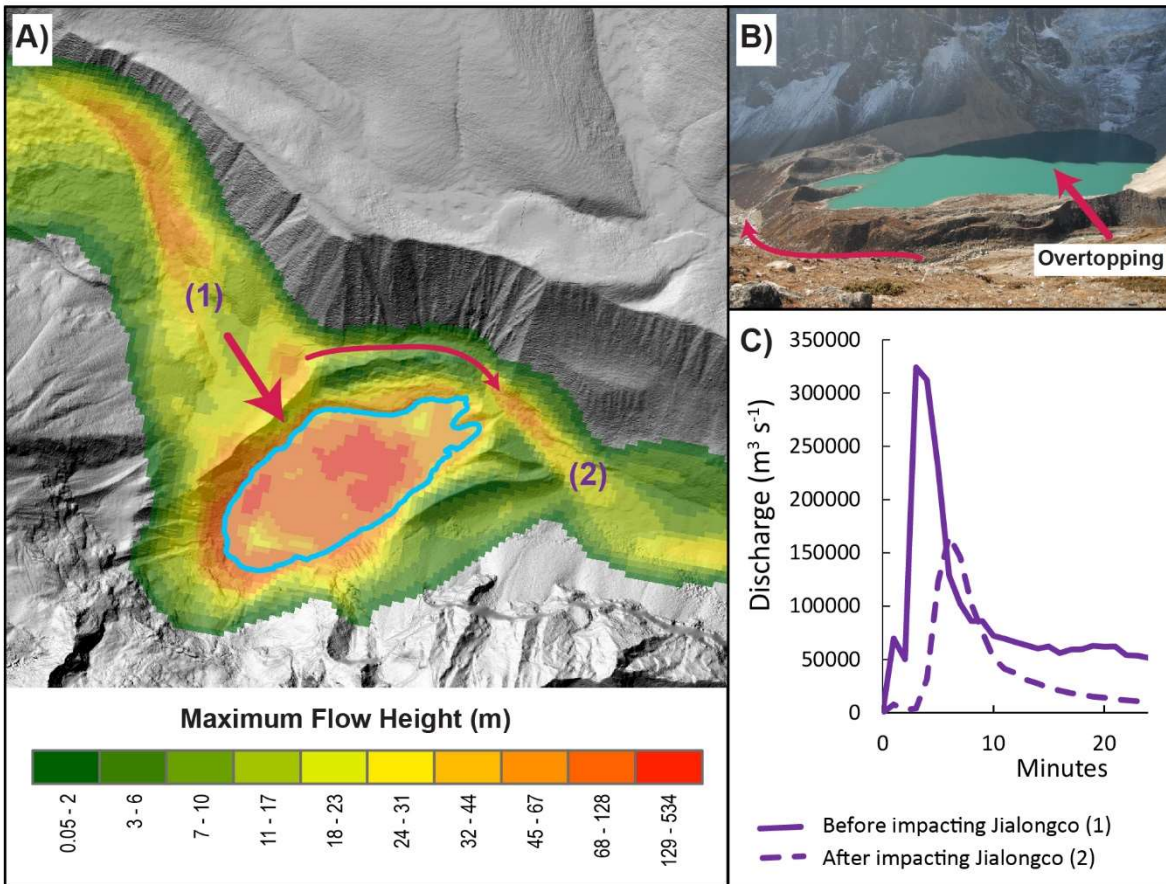 A)
(1)
(2)
Maximum Flow Height (m)
0.05 - 2
3 - 6
7 - 10
11 - 17
18 - 23
24 - 31
32 - 44
45 - 67
68 - 128
129 - 534
B)
Overtopping
C)
Discharge (m³ s⁻¹)
350000
300000
250000
200000
150000
100000
50000
0
0 10 20
Minutes
Before impacting Jialongco (1)
After impacting Jialongco (2)